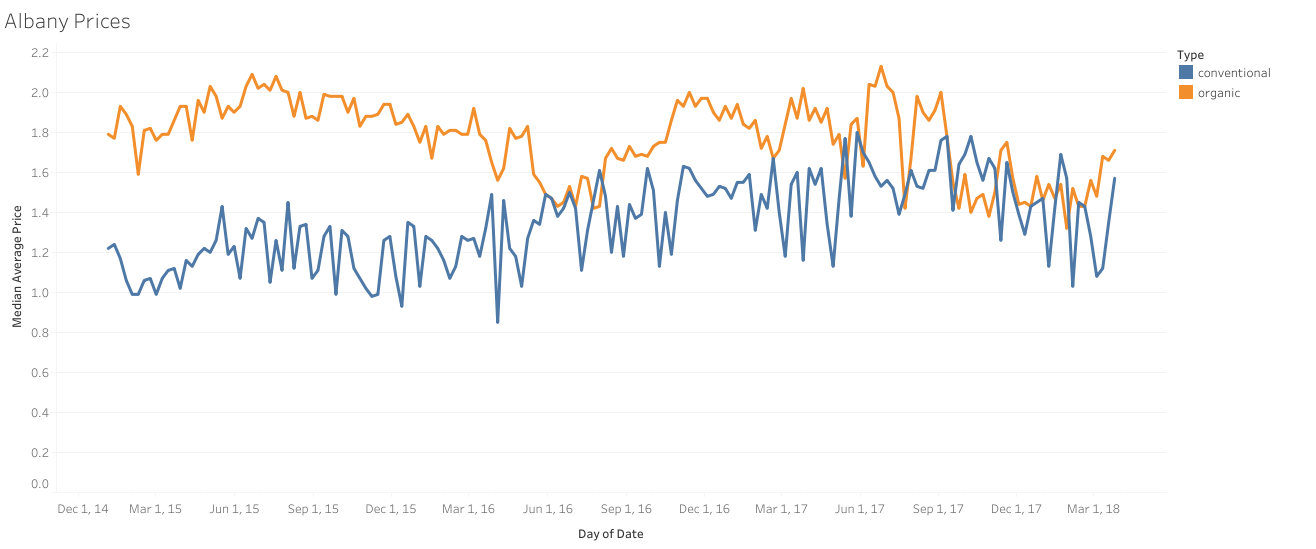 Albany Prices
2.2
2.0
1.8
1.6
1.4
1.2
1.0
0.8
0.6
0.4
0.2
0.0
Median Average Price
Dec 1, 14 Mar 1, 15 Jun 1, 15 Sep 1, 15 Dec 1, 15 Mar 1, 16 Jun 1, 16 Sep 1, 16 Dec 1, 16 Mar 1, 17 Jun 1, 17 Sep 1, 17 Dec 1, 17 Mar 1, 18
Day of Date
Type
conventional
organic